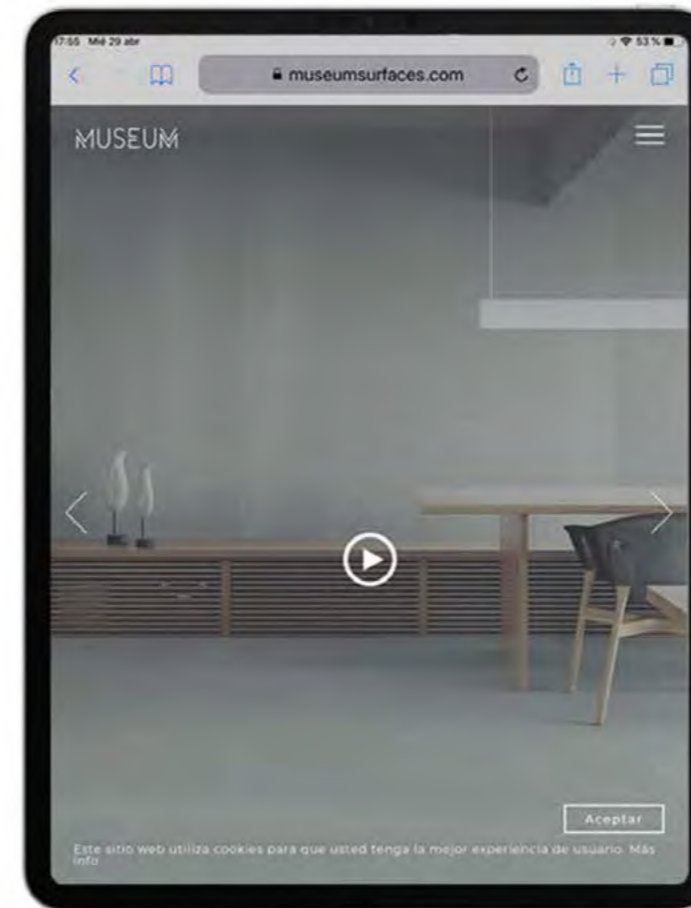 17:55 Mié 29 abr
53 %
museumsurfaces.com
MUSEUM
Aceptar
Este sitio web utiliza cookies para que usted tenga la mejor experiencia de usuario. Más
info